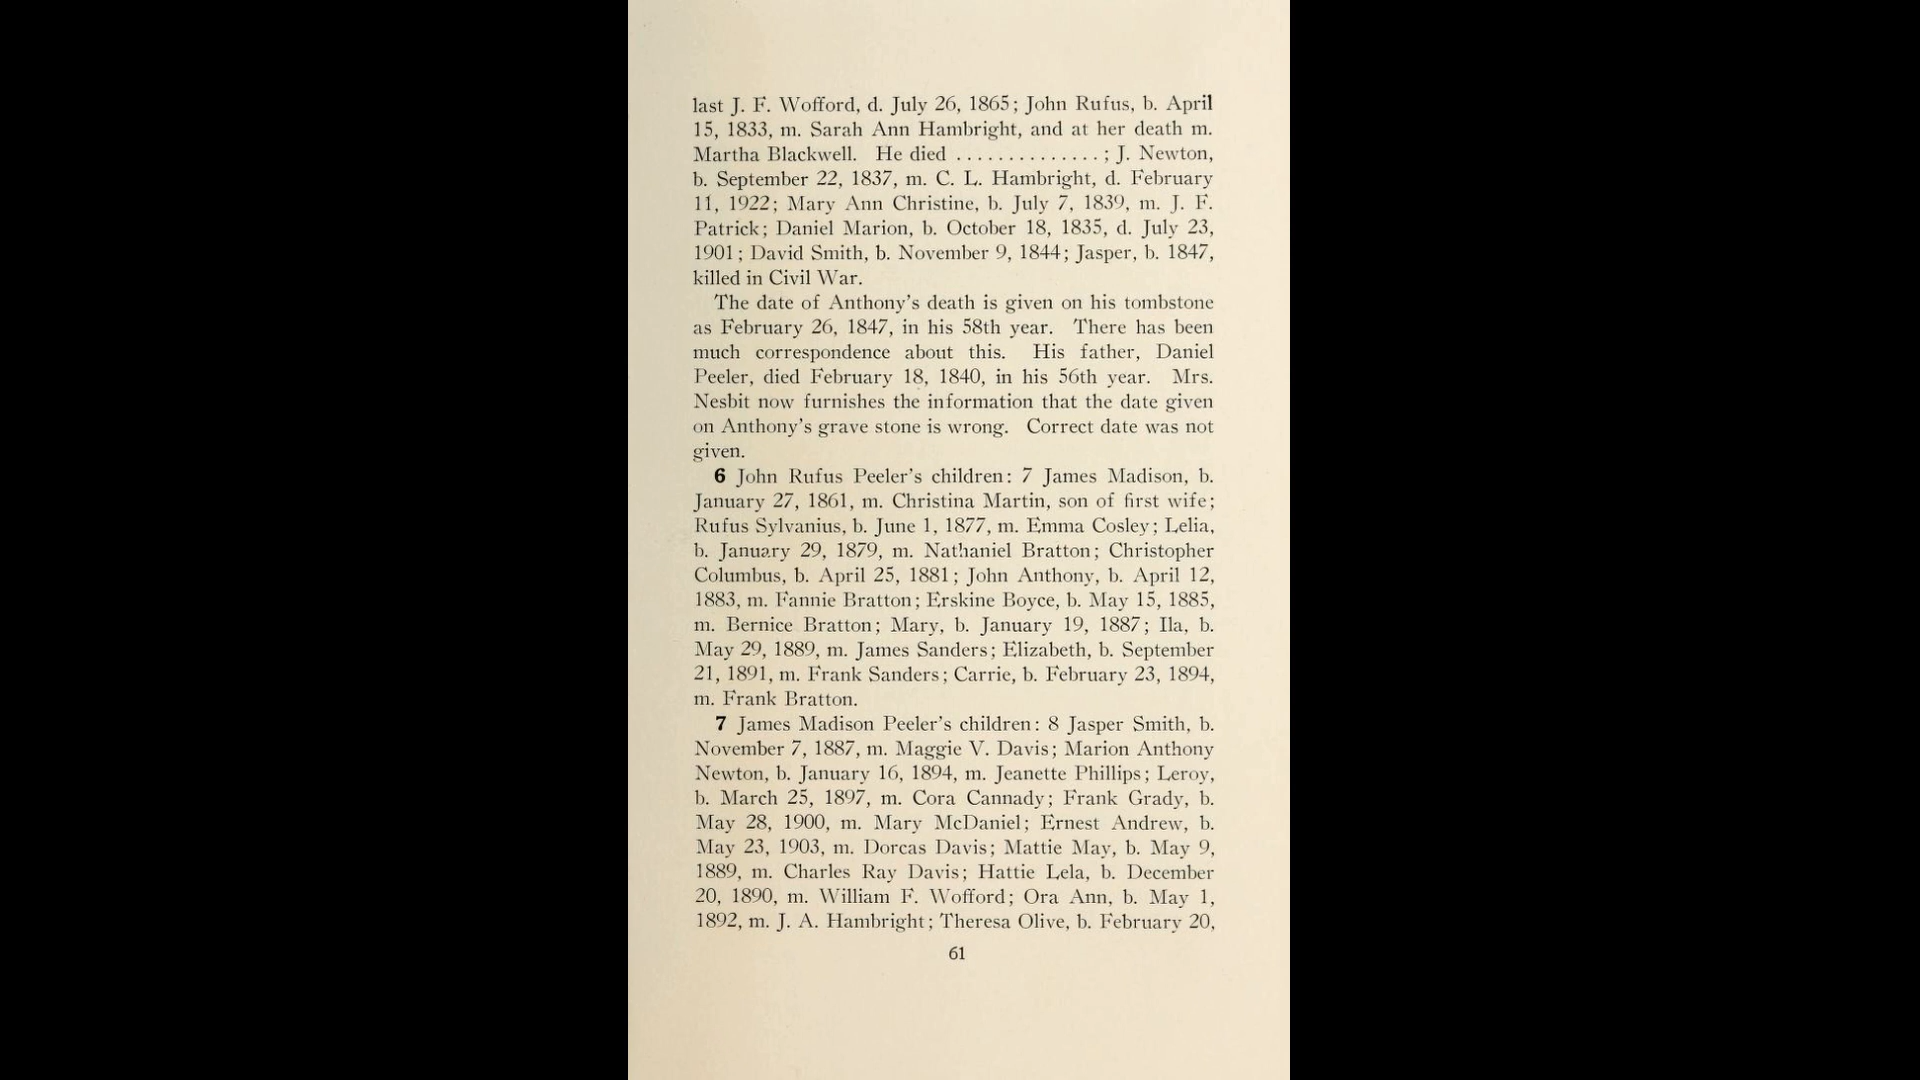 last J. F. Wofford, d. July 26, 1865; John Rufus, b. April
15, 1833, m. Sarah Ann Hambright, and at her death m.
Martha Blackwell. He died ..............; J. Newton,
b. September 22, 1837, m. C. L. Hambright, d. February
11, 1922; Mary Ann Christine, b. July 7, 1839, m. J. F.
Patrick; Daniel Marion, b. October 18, 1835, d. July 23,
1901; David Smith, b. November 9, 1844; Jasper, b. 1847,
killed in Civil War.
The date of Anthony's death is given on his tombstone
as February 26, 1847, in his 58th year. There has been
much correspondence about this. His father, Daniel
Peeler, died February 18, 1840, in his 56th year. Mrs.
Nesbit now furnishes the information that the date given
on Anthony's grave stone is wrong. Correct date was not
given.
6 John Rufus Peeler's children: 7 James Madison, b.
January 27, 1861, m. Christina Martin, son of first wife;
Rufus Sylvanius, b. June 1, 1877, m. Emma Cosley; Lelia,
b. January 29, 1879, m. Nathaniel Bratton; Christopher
Columbus, b. April 25, 1881; John Anthony, b. April 12,
1883, m. Fannie Bratton; Erskine Boyce, b. May 15, 1885,
m. Bernice Bratton; Mary, b. January 19, 1887; Ila, b.
May 29, 1889, m. James Sanders; Elizabeth, b. September
21, 1891, m. Frank Sanders; Carrie, b. February 23, 1894,
m. Frank Bratton.
7 James Madison Peeler's children: 8 Jasper Smith, b.
November 7, 1887, m. Maggie V. Davis; Marion Anthony
Newton, b. January 16, 1894, m. Jeanette Phillips; Leroy,
b. March 25, 1897, m. Cora Cannady; Frank Grady, b.
May 28, 1900, m. Mary McDaniel; Ernest Andrew, b.
May 23, 1903, m. Dorcas Davis; Mattie May, b. May 9,
1889, m. Charles Ray Davis; Hattie Lela, b. December
20, 1890, m. William F. Wofford; Ora Ann, b. May 1,
1892, m. J. A. Hambright; Theresa Olive, b. February 20,
61